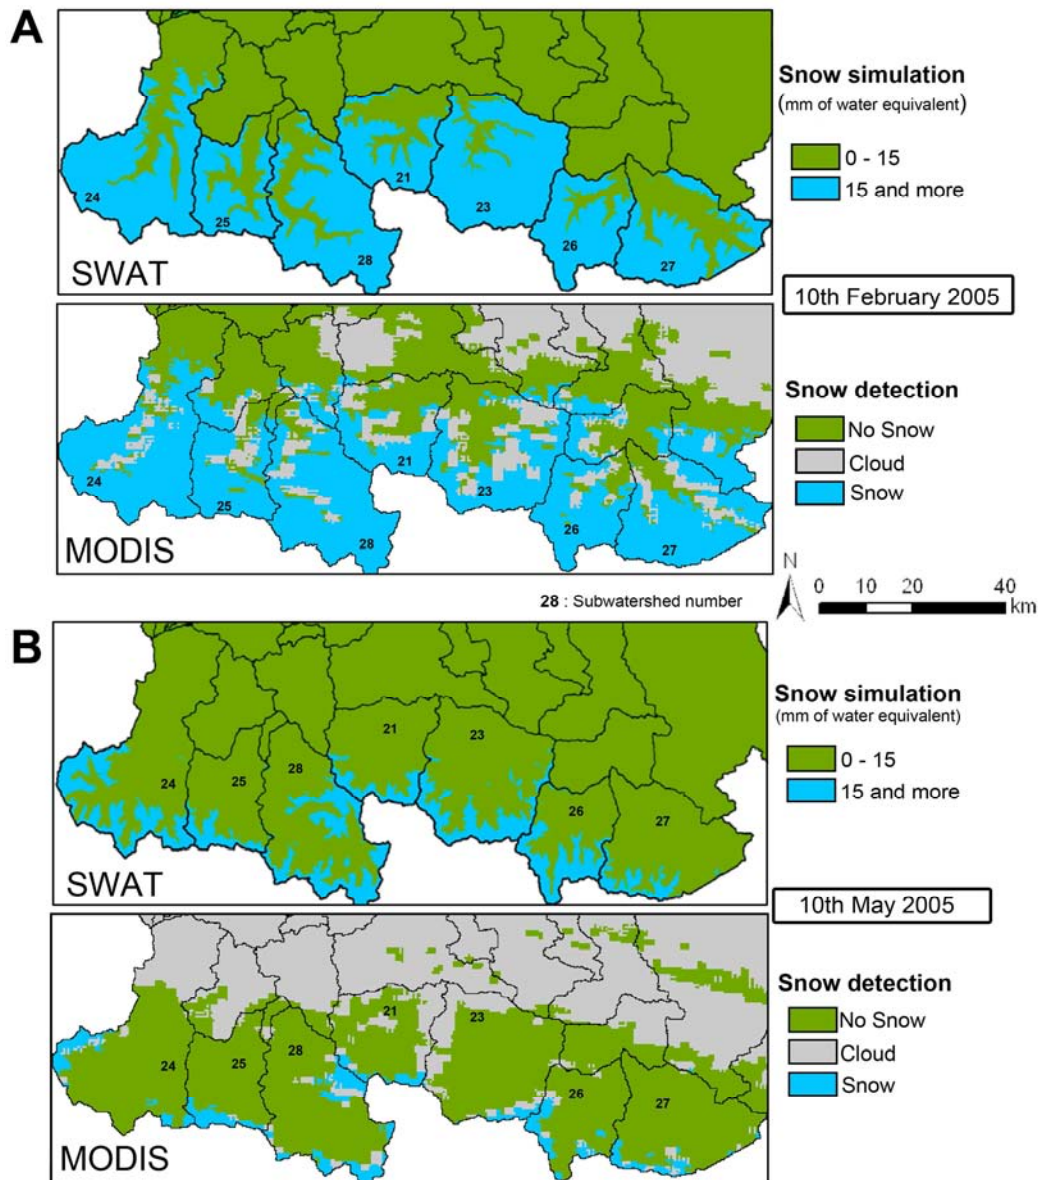 A
Snow simulation
(mm of water equivalent)
0 - 15
15 and more
24
25
28
21
23
26
27
SWAT
10th February 2005
Snow detection
No Snow
Cloud
Snow
24
25
28
21
23
26
27
MODIS
28 : Subwatershed number
N
0 10 20 40
km
B
Snow simulation
(mm of water equivalent)
0 - 15
15 and more
24
25
28
21
23
26
27
SWAT
10th May 2005
Snow detection
No Snow
Cloud
Snow
24
25
28
21
23
26
27
MODIS